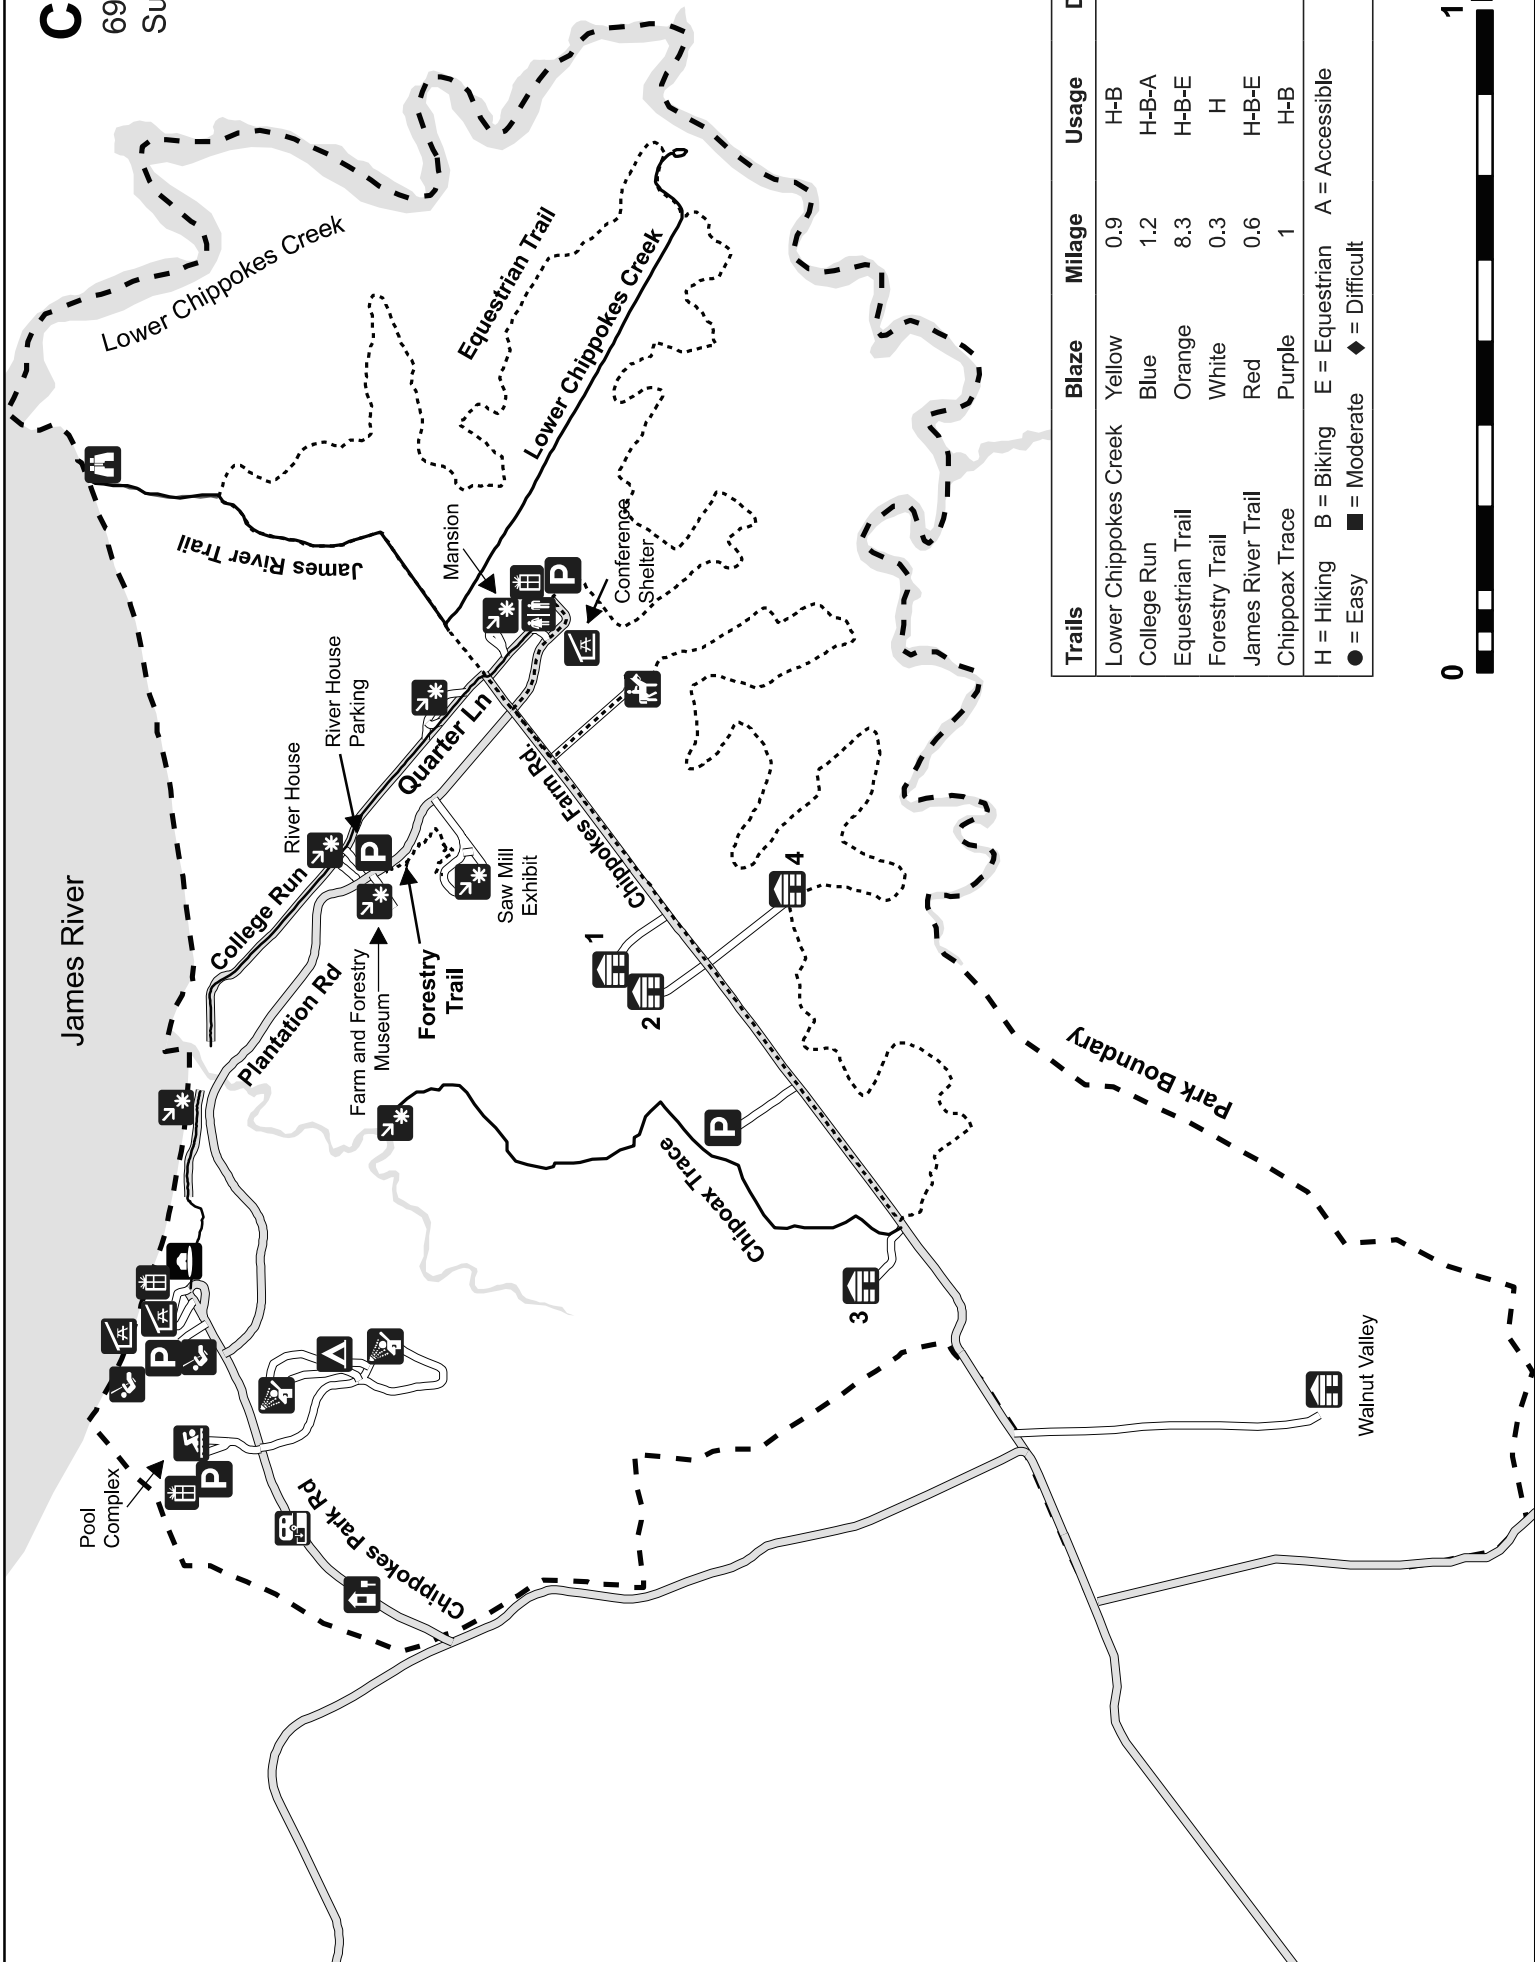 C
69
Su
James River
Lower Chippokes Creek
Equestrian Trail
Lower Chippokes Creek
James River Trail
Mansion
Conference
Shelter
River House
Parking
River House
Quarter Ln
College Run
Chippokes Farm Rd
Saw Mill
Exhibit
Plantation Rd
Farm and Forestry
Museum
Forestry
Trail
1
2
4
3
Chipoax Trace
Park Boundary
Walnut Valley
Pool
Complex
Chippokes Park Rd
P
P
P
P
P
Trails Blaze Milage Usage D
Lower Chippokes Creek Yellow 0.9 H-B
College Run Blue 1.2 H-B-A
Equestrian Trail Orange 8.3 H-B-E
Forestry Trail White 0.3 H
James River Trail Red 0.6 H-B-E
Chippoax Trace Purple 1 H-B
H = Hiking B = Biking E = Equestrian A = Accessible
● = Easy ■ = Moderate ♦ = Difficult
0 1